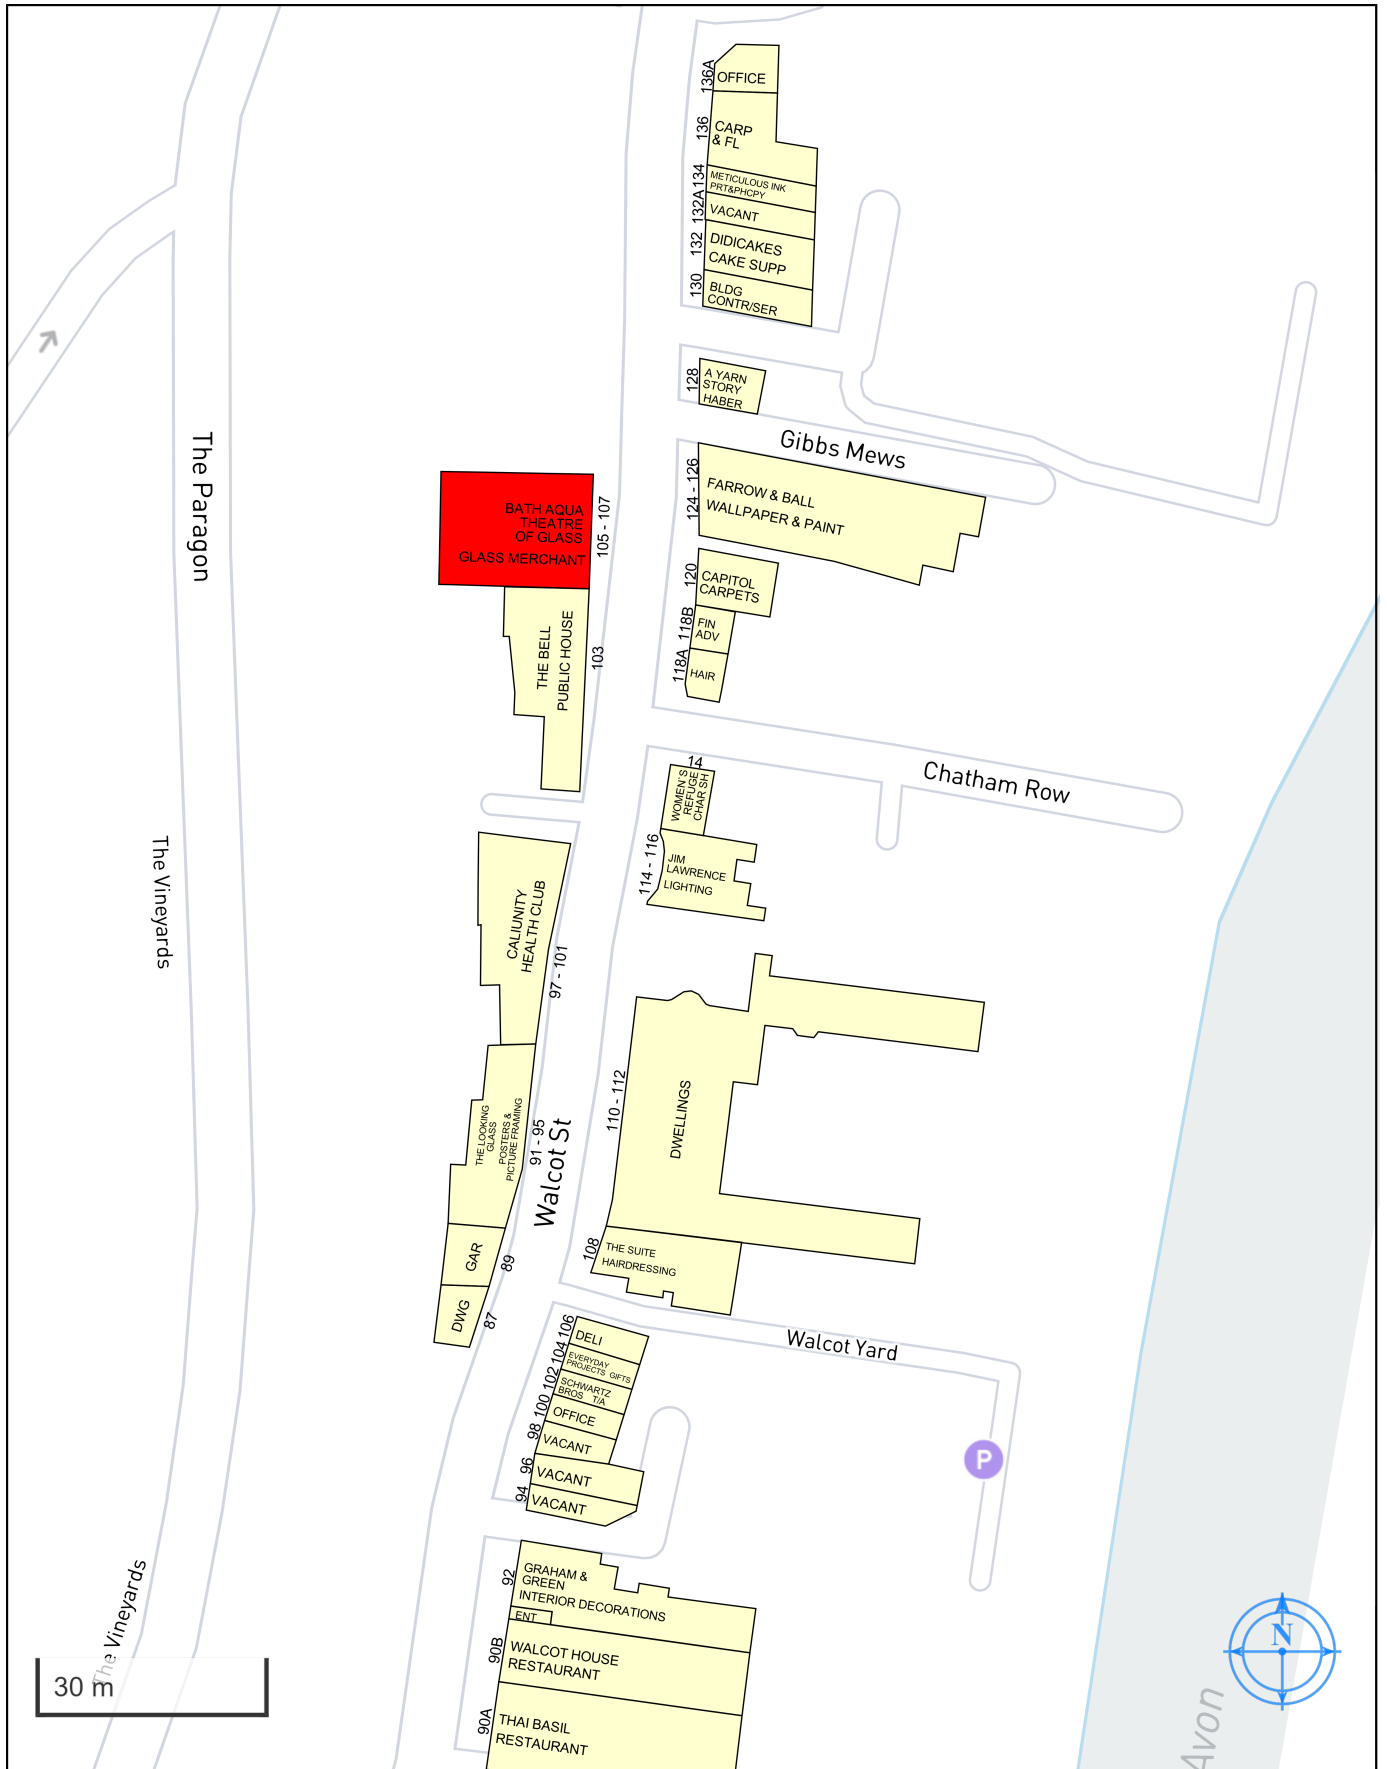 136A
OFFICE
136
CARP
& FL
134
METICULOUS INK
PRT&PHCPY
132A
VACANT
132
DIDICAKES
CAKE SUPP
130
BLDG
CONTR/SER
128
A YARN
STORY
HABER
Gibbs Mews
The Paragon
124 - 126
FARROW & BALL
WALLPAPER & PAINT
BATH AQUA
THEATRE
OF GLASS
GLASS MERCHANT
105 - 107
120
CAPITOL
CARPETS
118B
FIN
ADV
118A
HAIR
THE BELL
PUBLIC HOUSE
103
Chatham Row
14
WOMEN'S
REFUGE
CHAR SH
114 - 116
JIM
LAWRENCE
LIGHTING
The Vineyards
CALIUNITY
HEALTH CLUB
97 - 101
110 - 112
DWELLINGS
THE LOOKING
GLASS
POSTERS &
PICTURE FRAMING
91 - 95
Walcot St
GAR
89
108
THE SUITE
HAIRDRESSING
DWG
87
Walcot Yard
106
DELI
104
EVERYDAY
PROJECTS GIFTS
102
SCHWARTZ
BROS T/A
100
OFFICE
98
VACANT
96
VACANT
94
VACANT
P
92
GRAHAM &
GREEN
INTERIOR DECORATIONS
ENT
The Vineyards
90B
WALCOT HOUSE
RESTAURANT
N
30 m
90A
THAI BASIL
RESTAURANT
Avon